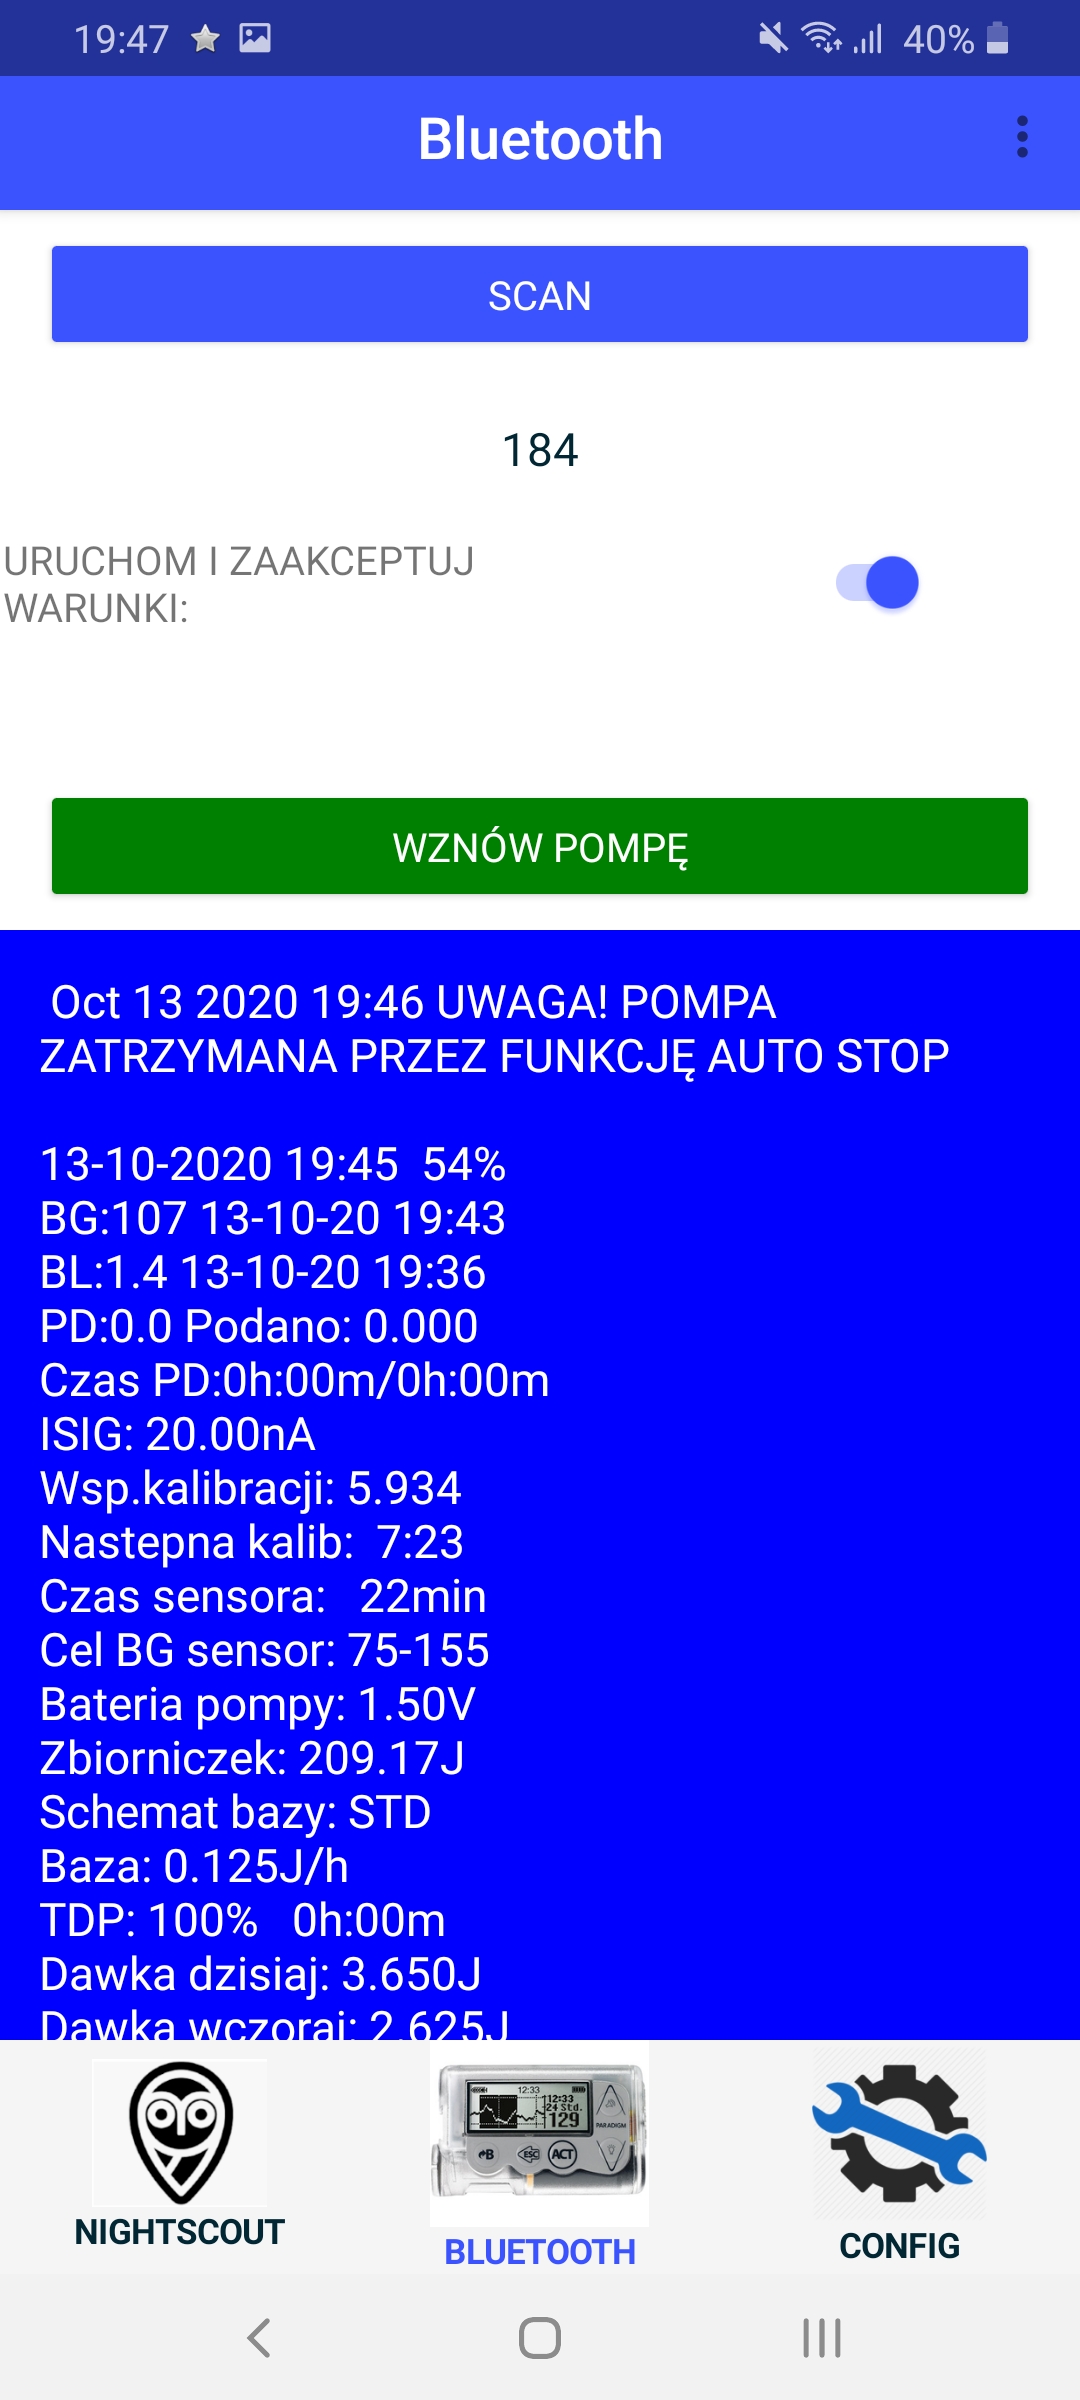 19:47 40%
Bluetooth
SCAN
184
URUCHOM I ZAAKCEPTUJ
WARUNKI:
WZNÓW POMPĘ
Oct 13 2020 19:46 UWAGA! POMPA
ZATRZYMANA PRZEZ FUNKCJĘ AUTO STOP
13-10-2020 19:45  54%
BG:107 13-10-20 19:43
BL:1.4 13-10-20 19:36
PD:0.0 Podano: 0.000
Czas PD:0h:00m/0h:00m
ISIG: 20.00nA
Wsp.kalibracji: 5.934
Nastepna kalib:  7:23
Czas sensora:   22min
Cel BG sensor: 75-155
Bateria pompy: 1.50V
Zbiorniczek: 209.17J
Schemat bazy: STD
Baza: 0.125J/h
TDP: 100%   0h:00m
Dawka dzisiaj: 3.650J
Dawka wczoraj: 2.625J
12:33
12:33
24 Std.
129
PARADIGM
B
ESC
ACT
NIGHTSCOUT
BLUETOOTH
CONFIG